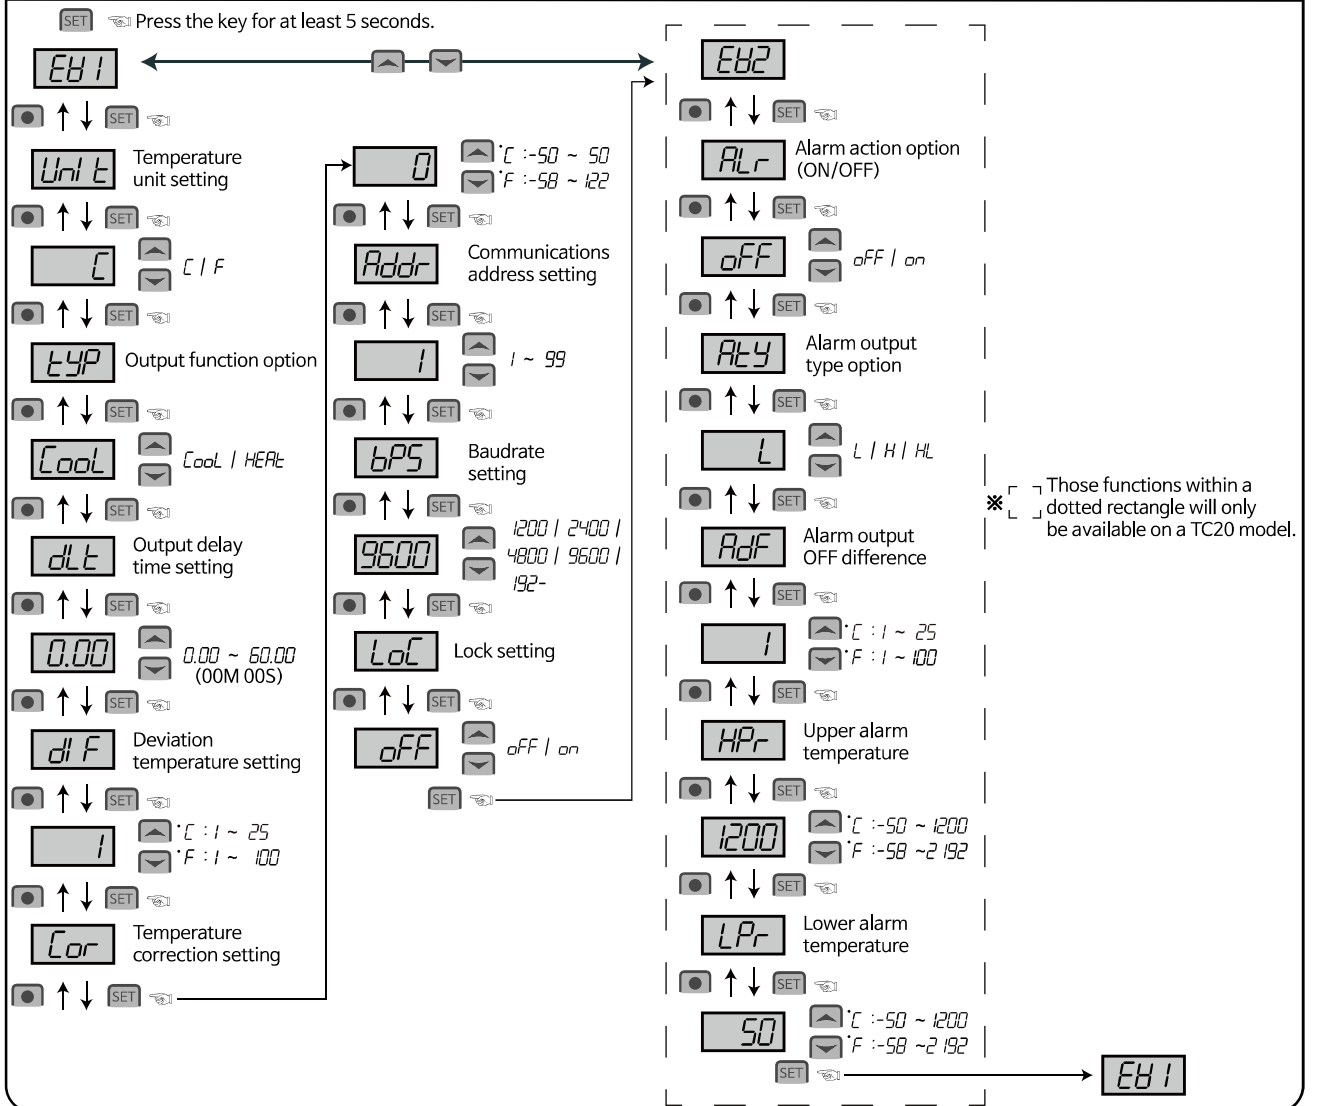 SET Press the key for at least 5 seconds.
EU1
SET
Unit Temperature
unit setting
SET
C C / F
SET
tYP Output function option
SET
CooL CooL / HEAt
SET
dLt Output delay
time setting
SET
0.00 0.00 ~ 60.00
(00M 00S)
SET
dIF Deviation
temperature setting
SET
1 °C : 1 ~ 25
°F : 1 ~ 100
SET
Cor Temperature
correction setting
SET
0 °C :-50 ~ 50
°F :-58 ~ 122
SET
Addr Communications
address setting
SET
1 1 ~ 99
SET
bPS Baudrate
setting
SET
9600 1200 / 2400 /
4800 / 9600 /
192-
SET
LoC Lock setting
SET
oFF oFF / on
SET
EU2
SET
ALr Alarm action option
(ON/OFF)
SET
oFF oFF / on
SET
AtY Alarm output
type option
SET
L L / H / HL
SET
AdF Alarm output
OFF difference
SET
1 °C : 1 ~ 25
°F : 1 ~ 100
SET
HPr Upper alarm
temperature
SET
1200 °C :-50 ~ 1200
°F :-58 ~2192
SET
LPr Lower alarm
temperature
SET
50 °C :-50 ~ 1200
°F :-58 ~2192
SET
EU1
※ Those functions within a
dotted rectangle will only
be available on a TC20 model.